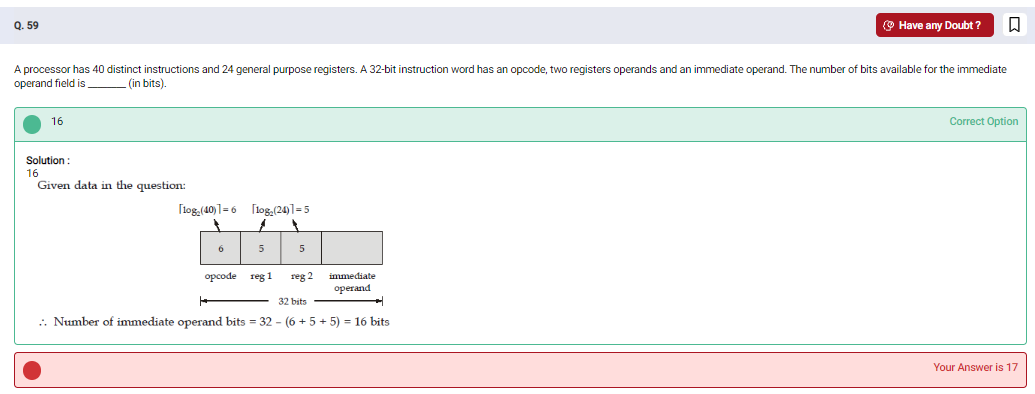 Q. 59
Have any Doubt ?
A processor has 40 distinct instructions and 24 general purpose registers. A 32-bit instruction word has an opcode, two registers operands and an immediate operand. The number of bits available for the immediate
operand field is _______ (in bits).
16
Correct Option
Solution :
16
Given data in the question:
⌈log₂(40)⌉ = 6 ⌈log₂(24)⌉ = 5
6 5 5
opcode reg 1 reg 2 immediate
operand
32 bits
∴ Number of immediate operand bits = 32 – (6 + 5 + 5) = 16 bits
Your Answer is 17